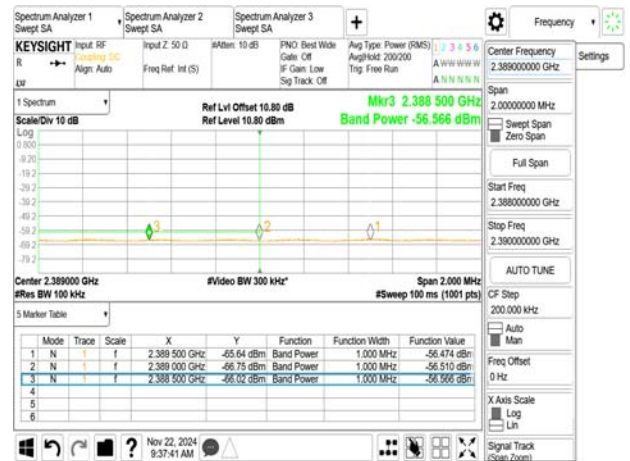 Spectrum Analyzer 1
Swept SA
Spectrum Analyzer 2
Swept SA
Spectrum Analyzer 3
Swept SA
Frequency
KEYSIGHT
R
Input: RF
Coupling: DC
Align: Auto
Input Z: 50 Ω
Freq Ref: Int (S)
#Atten: 10 dB
PNO: Best Wide
Gate: Off
IF Gain: Low
Sig Track: Off
Avg Type: Power (RMS)
Avg|Hold: 200/200
Trig: Free Run
1 2 3 4 5 6
A W W W W W
A N N N N N
1 Spectrum
Scale/Div 10 dB
Log
Ref Lvl Offset 10.80 dB
Ref Level 10.80 dBm
Mkr3 2.388 500 GHz
Band Power -56.566 dBm
0.800
-9.20
-19.2
-29.2
-39.2
-49.2
-59.2
-69.2
-79.2
3
2
1
Center 2.389000 GHz
#Res BW 100 kHz
#Video BW 300 kHz*
Span 2.000 MHz
#Sweep 100 ms (1001 pts)
5 Marker Table
Mode Trace Scale X Y Function Function Width Function Value
1 N 1 f 2.389 500 GHz -65.64 dBm Band Power 1.000 MHz -56.474 dBm
2 N 1 f 2.389 000 GHz -66.75 dBm Band Power 1.000 MHz -56.510 dBm
3 N 1 f 2.388 500 GHz -66.02 dBm Band Power 1.000 MHz -56.566 dBm
4
5
6
?
Nov 22, 2024
9:37:41 AM
Center Frequency
2.389000000 GHz
Settings
Span
2.00000000 MHz
Swept Span
Zero Span
Full Span
Start Freq
2.388000000 GHz
Stop Freq
2.390000000 GHz
AUTO TUNE
CF Step
200.000 kHz
Auto
Man
Freq Offset
0 Hz
X Axis Scale
Log
Lin
Signal Track
(Span Zoom)